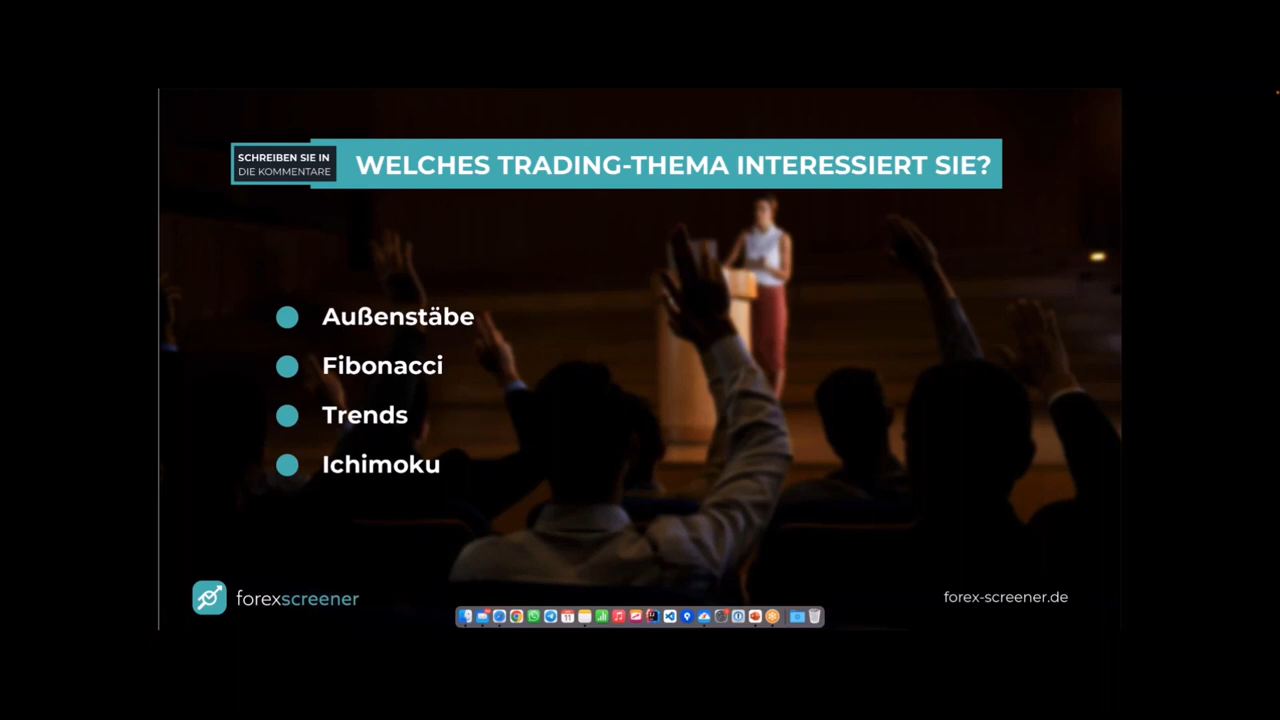 SCHREIBEN SIE IN
DIE KOMMENTARE
WELCHES TRADING-THEMA INTERESSIERT SIE?
Außenstäbe
Fibonacci
Trends
Ichimoku
forexscreener
forex-screener.de